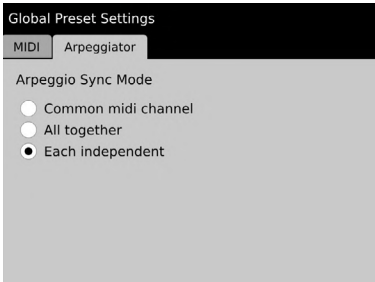 Global Preset Settings
MIDI Arpeggiator
Arpeggio Sync Mode
Common midi channel
All together
Each independent